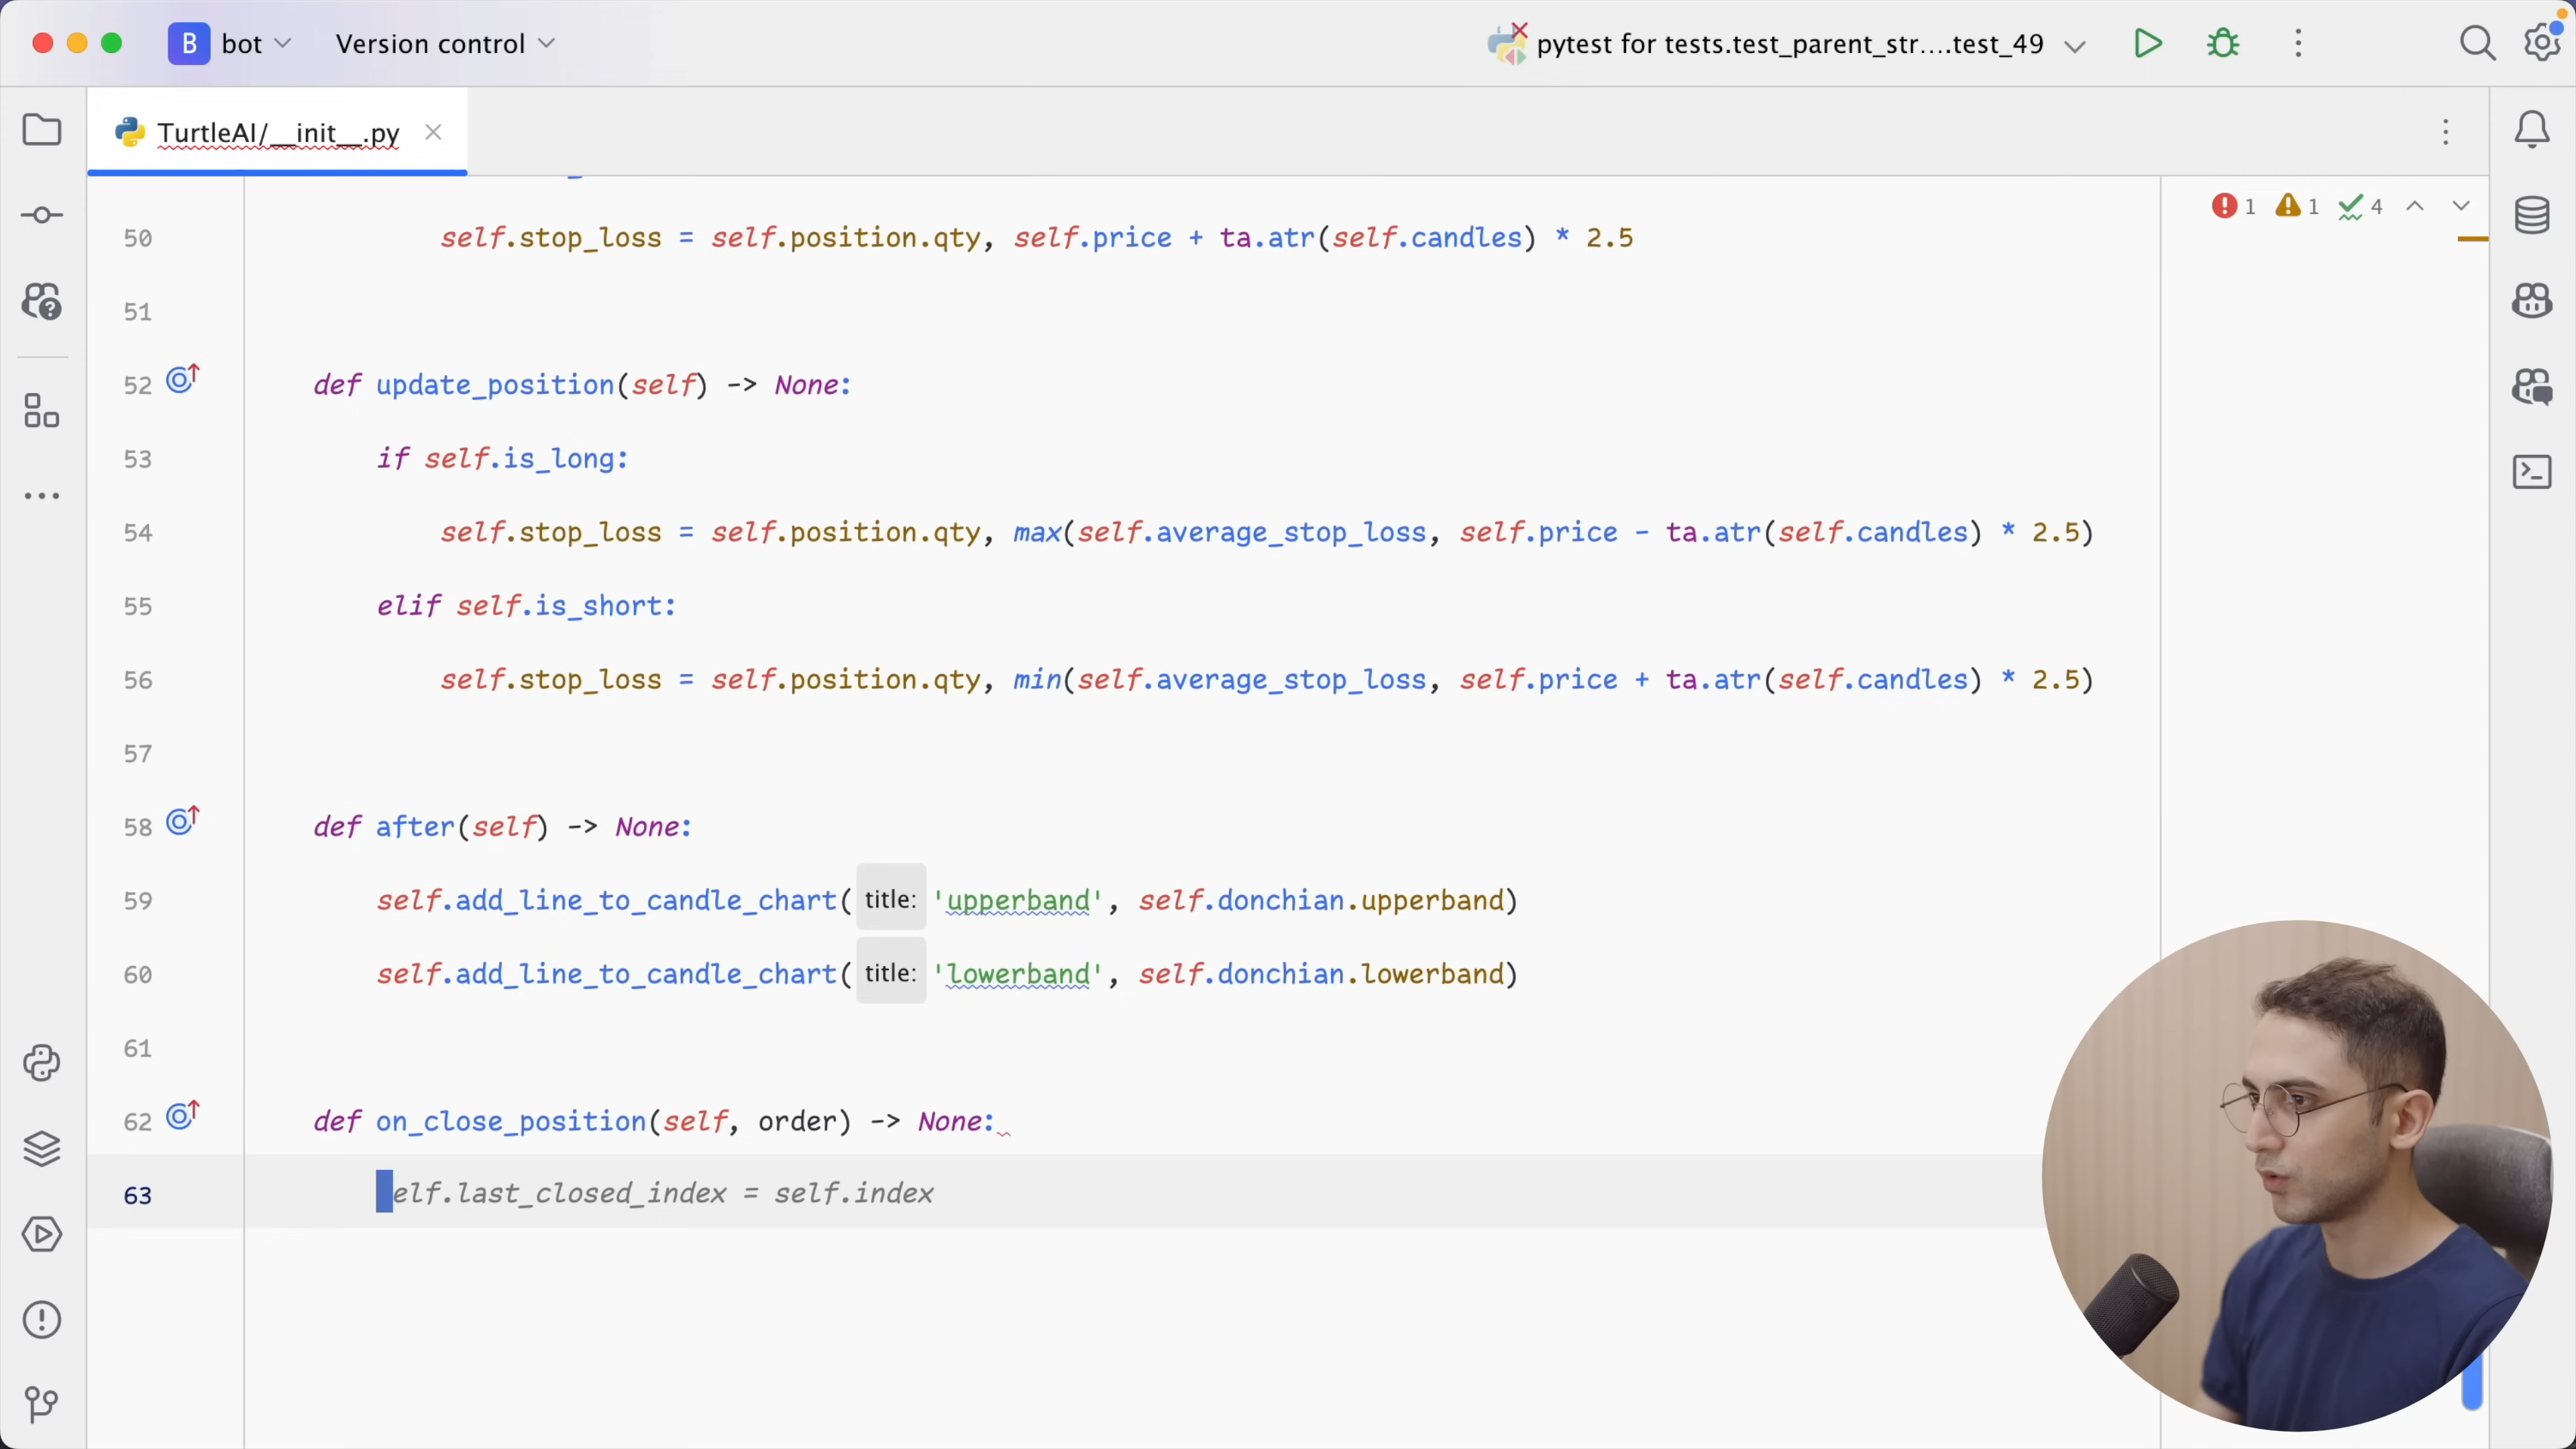 B bot Version control pytest for tests.test_parent_str....test_49
TurtleAI/__init__.py
1 1 4
50 self.stop_loss = self.position.qty, self.price + ta.atr(self.candles) * 2.5
51
52 def update_position(self) -> None:
53 if self.is_long:
54 self.stop_loss = self.position.qty, max(self.average_stop_loss, self.price - ta.atr(self.candles) * 2.5)
55 elif self.is_short:
56 self.stop_loss = self.position.qty, min(self.average_stop_loss, self.price + ta.atr(self.candles) * 2.5)
57
58 def after(self) -> None:
59 self.add_line_to_candle_chart( title: 'upperband', self.donchian.upperband)
60 self.add_line_to_candle_chart( title: 'lowerband', self.donchian.lowerband)
61
62 def on_close_position(self, order) -> None:
63 elf.last_closed_index = self.index